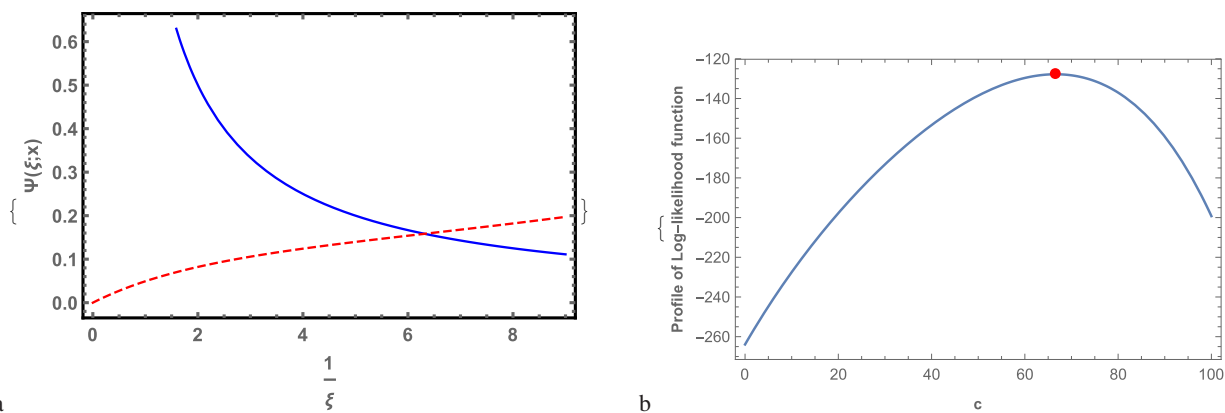 0.6
0.5
0.4
0.3
0.2
0.1
0.0
{ Ψ(ξ;x)
}
0 2 4 6 8
1
ξ
a
−120
−140
−160
−180
−200
−220
−240
−260
{ Profile of Log−likelihood function
0 20 40 60 80 100
c
b